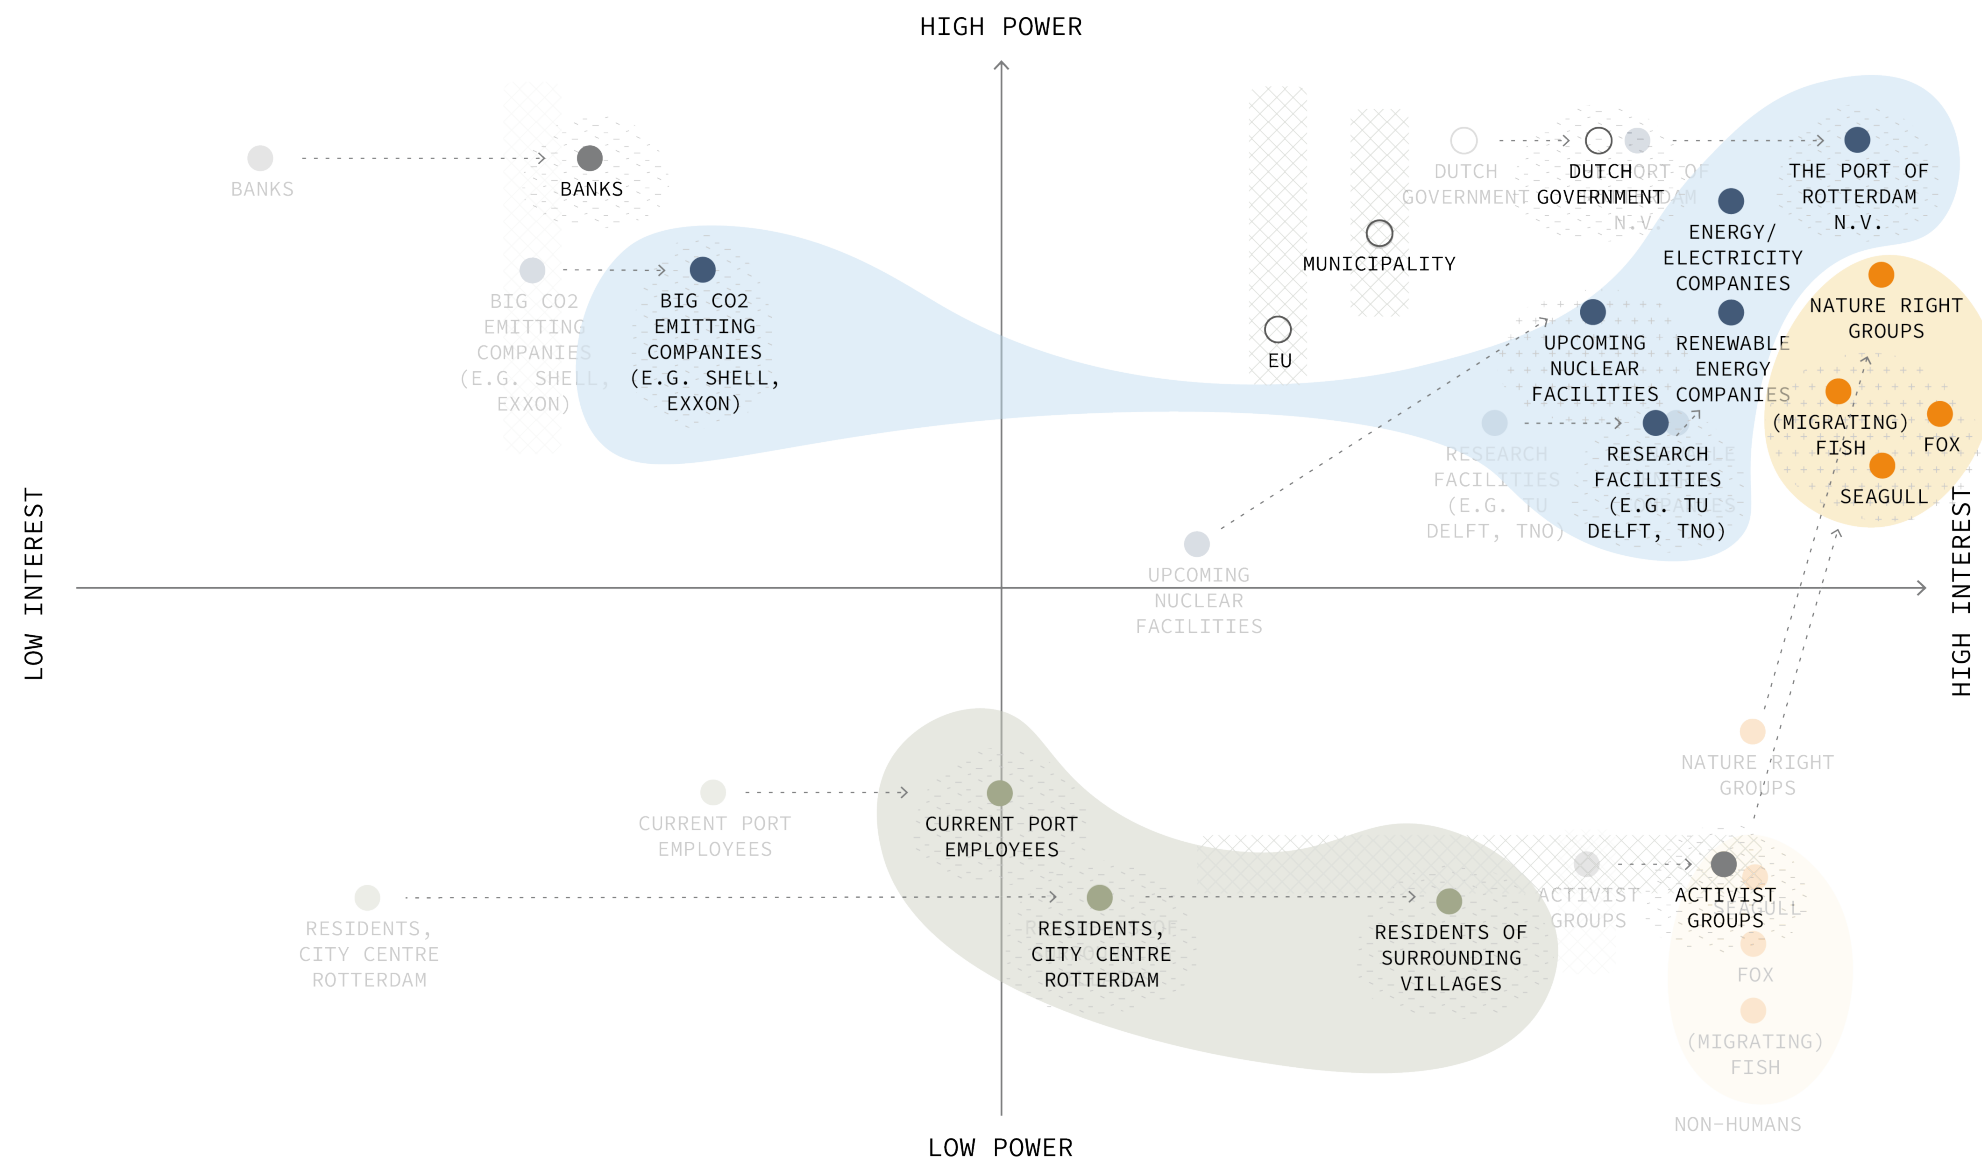 HIGH POWER
BANKS
BANKS
BIG CO2
EMITTING
COMPANIES
(E.G. SHELL,
EXXON)
BIG CO2
EMITTING
COMPANIES
(E.G. SHELL,
EXXON)
EU
MUNICIPALITY
DUTCH
GOVERNMENT
DUTCH
GOVERNMENT
PORT OF
N.V.
THE PORT OF
ROTTERDAM
N.V.
ENERGY/
ELECTRICITY
COMPANIES
UPCOMING
NUCLEAR
FACILITIES
RENEWABLE
ENERGY
COMPANIES
NATURE RIGHT
GROUPS
(MIGRATING)
FISH
FOX
SEAGULL
RESEARCH
FACILITIES
(E.G. TU
DELFT, TNO)
RESEARCH
FACILITIES
(E.G. TU
DELFT, TNO)
UPCOMING
NUCLEAR
FACILITIES
LOW INTEREST
HIGH INTEREST
NATURE RIGHT
GROUPS
CURRENT PORT
EMPLOYEES
CURRENT PORT
EMPLOYEES
RESIDENTS,
CITY CENTRE
ROTTERDAM
RESIDENTS,
CITY CENTRE
ROTTERDAM
RESIDENTS OF
SURROUNDING
VILLAGES
ACTIVIST
GROUPS
ACTIVIST
GROUPS
SEAGULL
FOX
(MIGRATING)
FISH
NON-HUMANS
LOW POWER